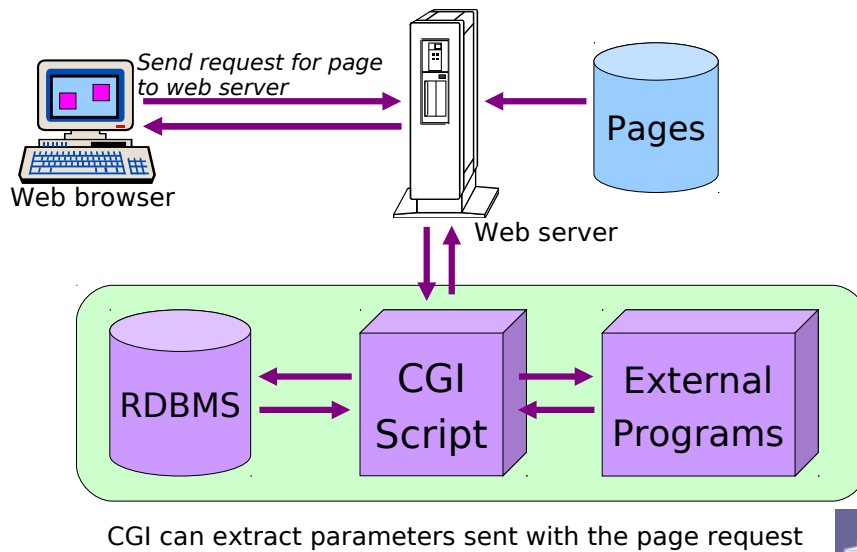 Send request for page
to web server
Pages
Web browser
Web server
RDBMS
CGI
Script
External
Programs
CGI can extract parameters sent with the page request